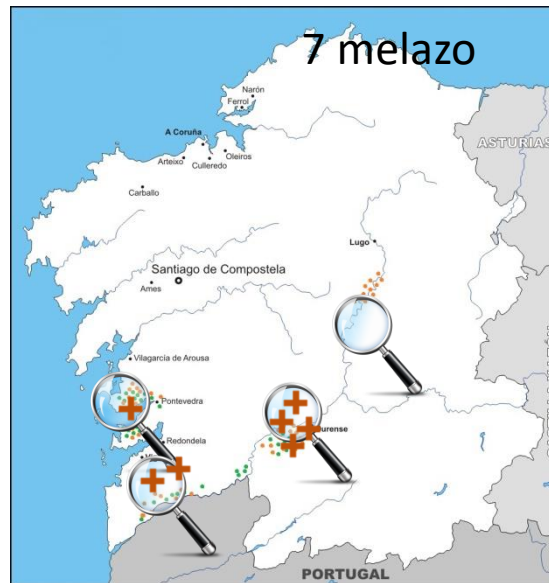 7 melazo
Narón
Ferrol
A Coruña
ASTURIAS
Arteixo
Oleiros
Culleredo
Carballo
Lugo
Santiago de Compostela
Ames
Vilagarcía de Arousa
Pontevedra
Redondela
PORTUGAL